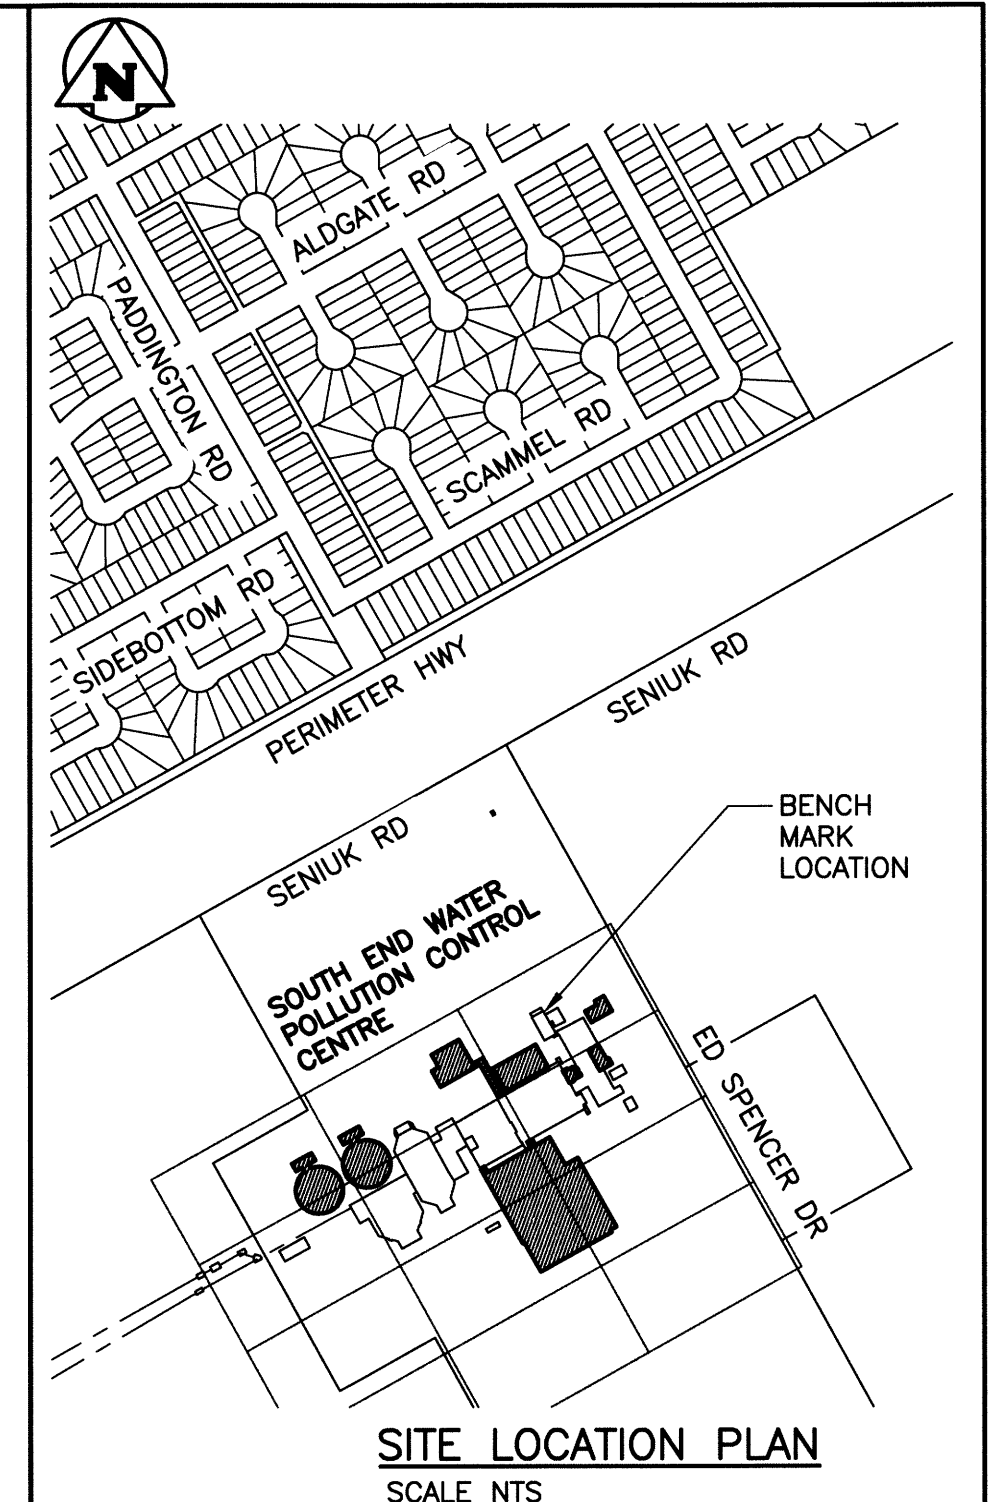 N
ALDGATE RD
PADDINGTON RD
SCAMMEL RD
SIDEBOTTOM RD
PERIMETER HWY
SENIUK RD
BENCH
MARK
LOCATION
SENIUK RD
SOUTH END WATER
POLLUTION CONTROL
CENTRE
ED SPENCER DR
SITE LOCATION PLAN
SCALE NTS